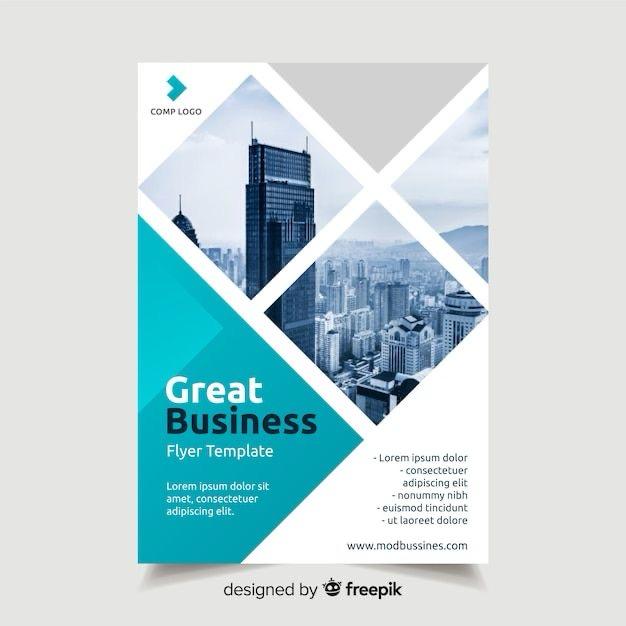 COMP LOGO
Great
Business
Flyer Template
Lorem ipsum dolor sit
amet, consectetuer
adipiscing elit.
- Lorem ipsum dolor
- consectetuer
adipiscing elit
- nonummy nibh
- euismod tincidunt
- ut laoreet dolore
www.modbussines.com
designed by freepik